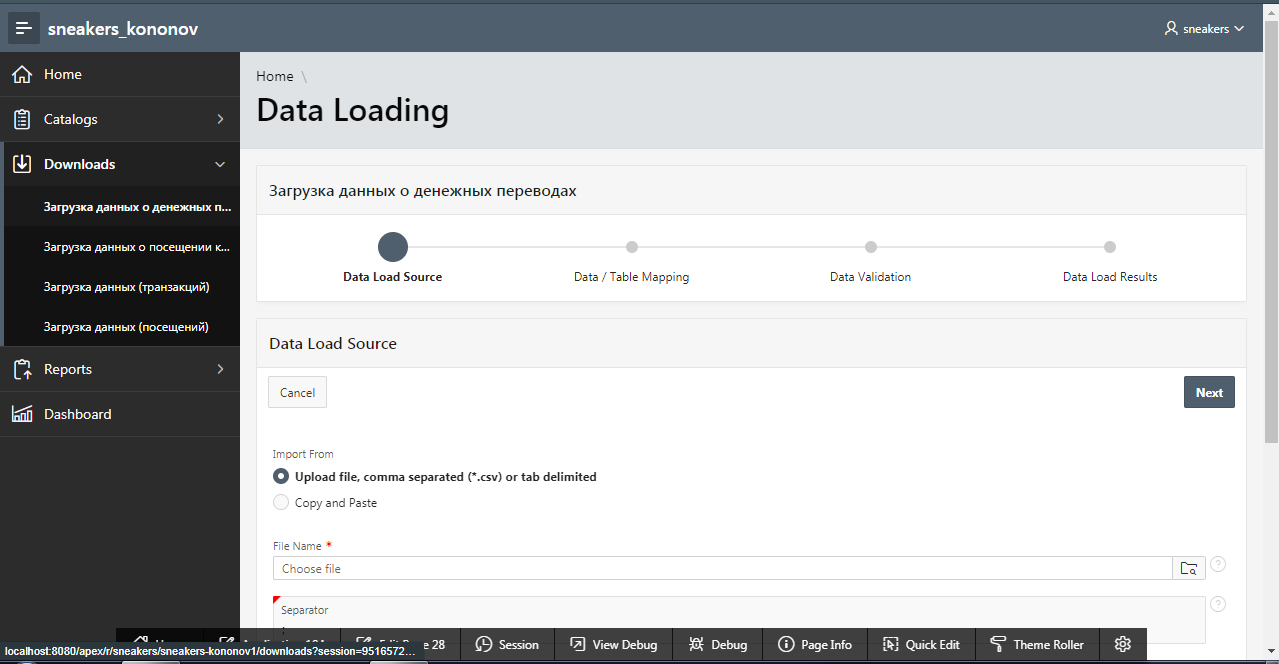 sneakers_kononov
sneakers
Home
Catalogs
Downloads
Загрузка данных о денежных п...
Загрузка данных о посещении к...
Загрузка данных (транзакций)
Загрузка данных (посещений)
Reports
Dashboard
Home \
Data Loading
Загрузка данных о денежных переводах
Data Load Source
Data / Table Mapping
Data Validation
Data Load Results
Data Load Source
Cancel
Next
Import From
Upload file, comma separated (*.csv) or tab delimited
Copy and Paste
File Name *
Choose file
?
Separator
?
28
Session
View Debug
Debug
Page Info
Quick Edit
Theme Roller
localhost:8080/apex/r/sneakers/sneakers-kononov1/downloads?session=9516572...